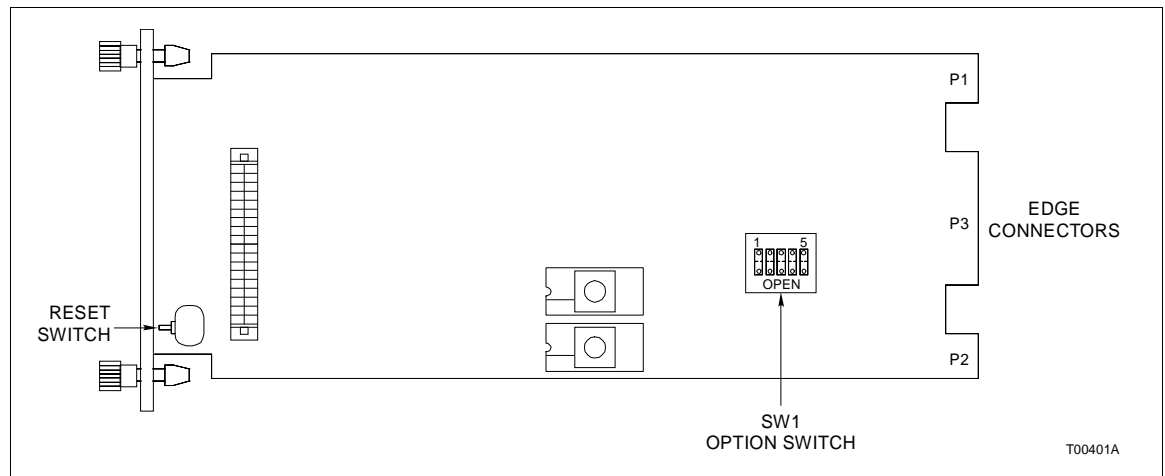 P1
P3
EDGE
CONNECTORS
1 5
OPEN
RESET
SWITCH
P2
SW1
OPTION SWITCH
T00401A